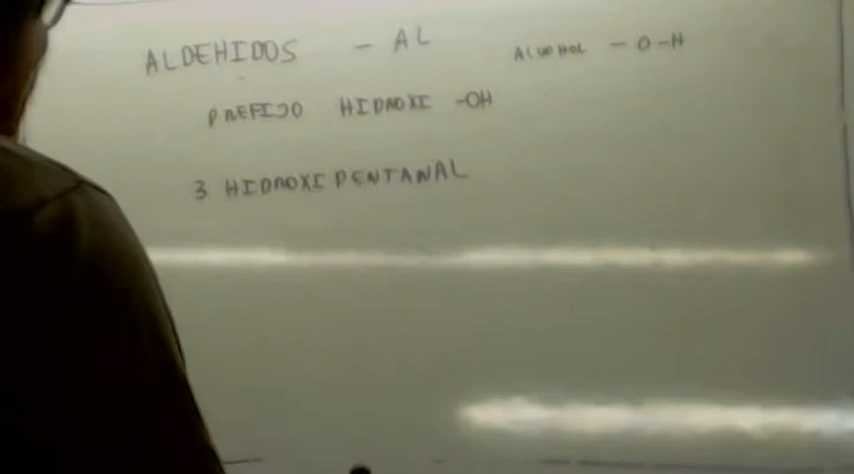 ALDEHIDOS - AL
ALCOHOL - O-H
PREFIJO HIDROXI -OH
3 HIDROXI PENTANAL